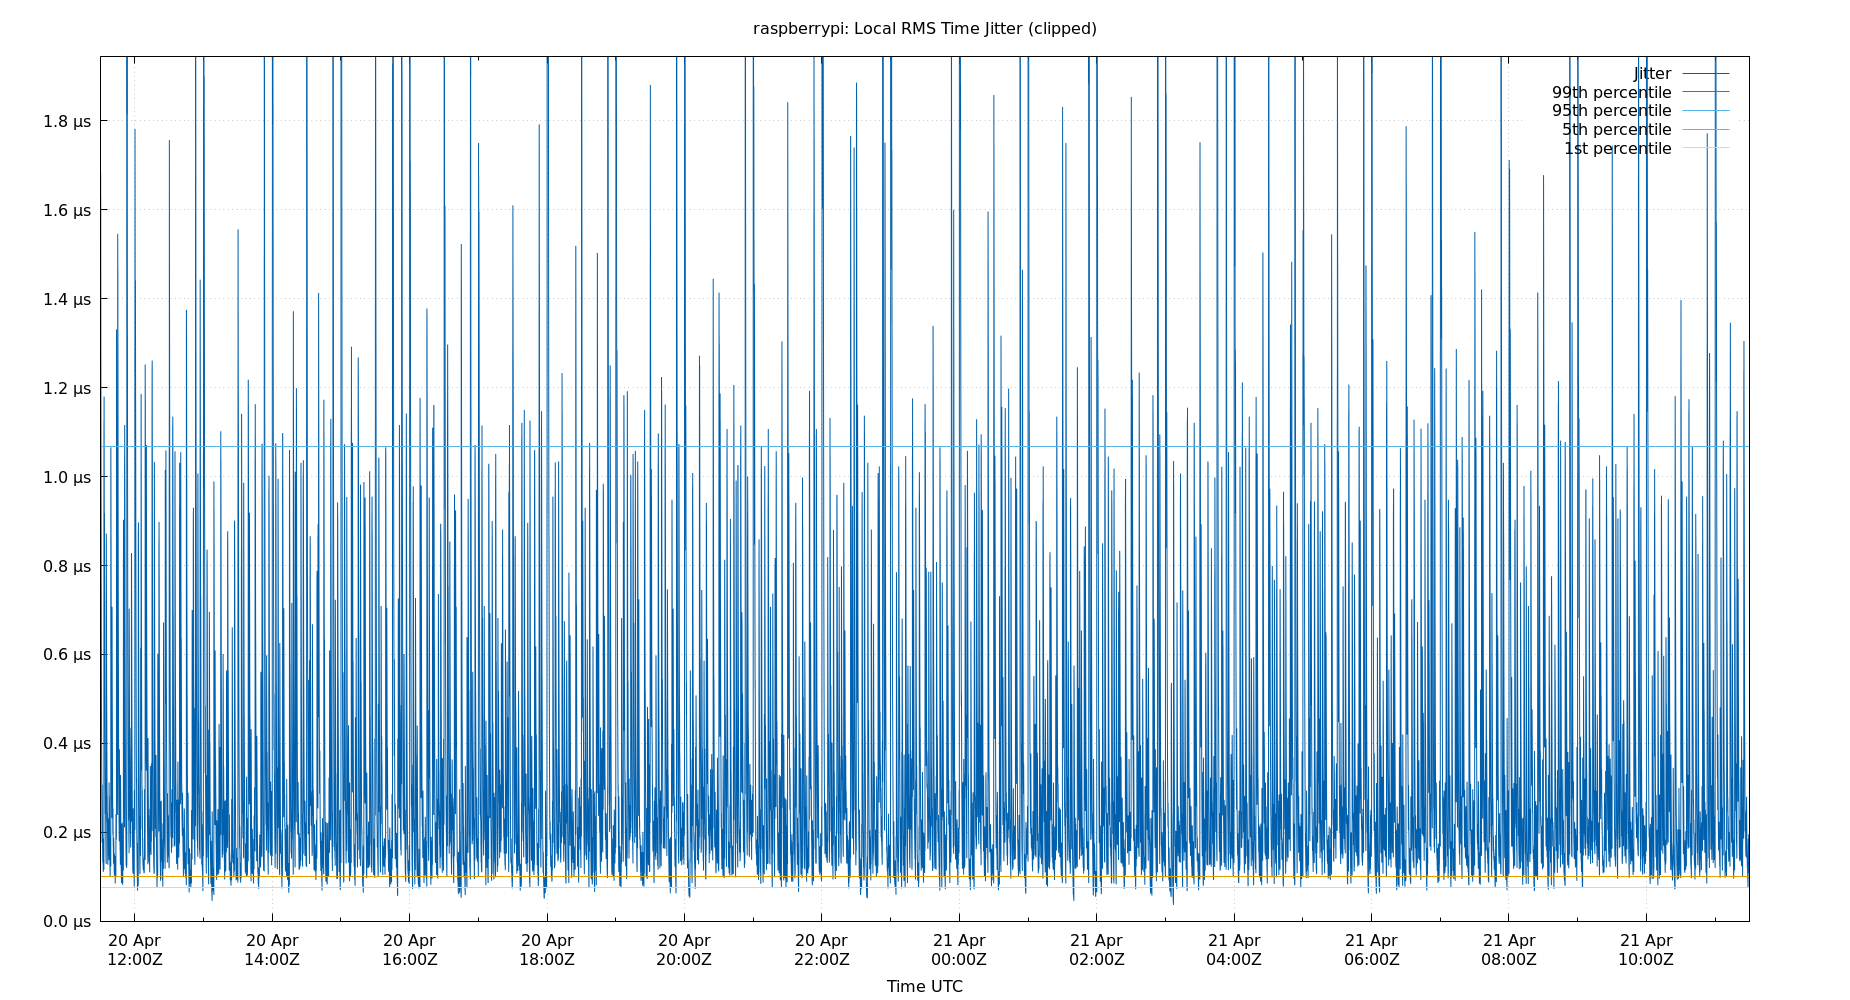 raspberrypi: Local RMS Time Jitter (clipped)
Jitter
99th percentile
95th percentile
5th percentile
1st percentile
1.8 µs
1.6 µs
1.4 µs
1.2 µs
1.0 µs
0.8 µs
0.6 µs
0.4 µs
0.2 µs
0.0 µs
20 Apr 20 Apr 20 Apr 20 Apr 20 Apr 20 Apr 21 Apr 21 Apr 21 Apr 21 Apr 21 Apr 21 Apr
12:00Z 14:00Z 16:00Z 18:00Z 20:00Z 22:00Z 00:00Z 02:00Z 04:00Z 06:00Z 08:00Z 10:00Z
Time UTC